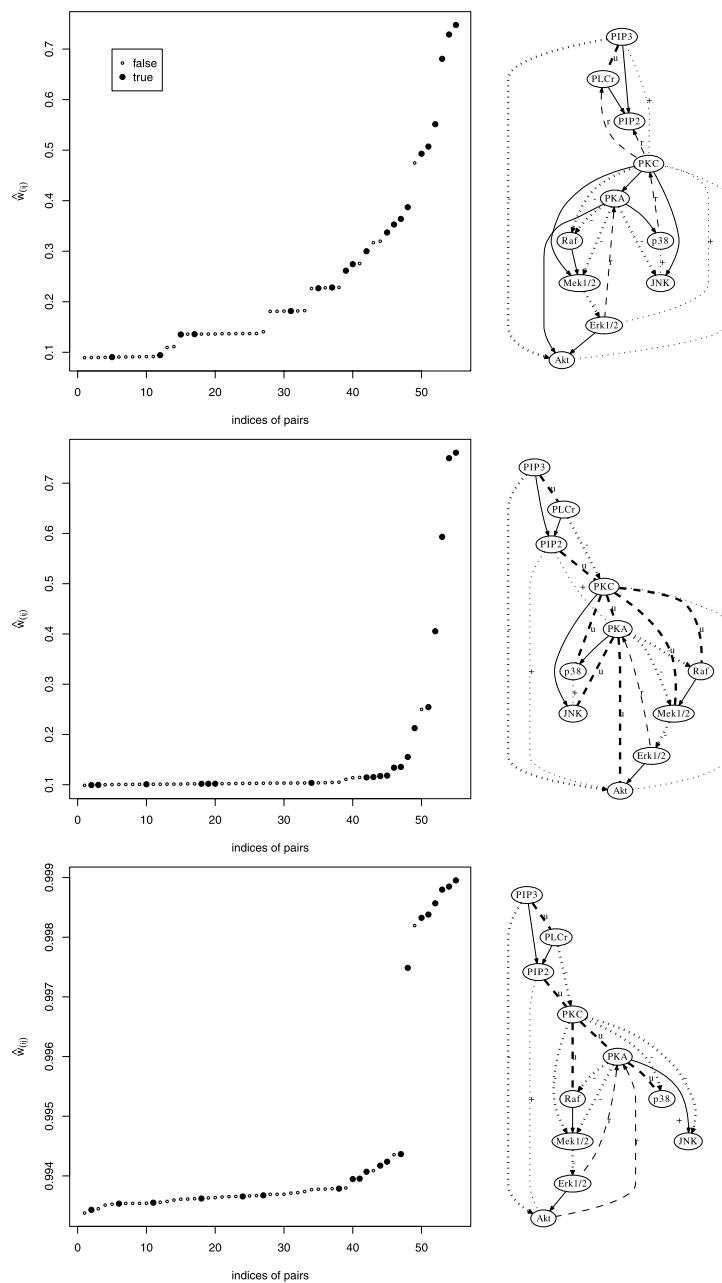 0.1 0.2 0.3 0.4 0.5 0.6 0.7
ŵ(ij)
false
true
0 10 20 30 40 50
indices of pairs
PIP3
u
PLCr
+
r
PIP2
r
PKC
PKA
r
Raf
p38
+
+
r
Mek1/2
JNK
Erk1/2
Akt
0.1 0.2 0.3 0.4 0.5 0.6 0.7
ŵ(ij)
0 10 20 30 40 50
indices of pairs
PIP3
u
PLCr
PIP2
u
PKC
+
u
PKA
u
u
u
p38
u
Raf
+
+
r
JNK
u
Mek1/2
Erk1/2
Akt
0.994 0.995 0.996 0.997 0.998 0.999
ŵ(ij)
0 10 20 30 40 50
indices of pairs
PIP3
u
PLCr
PIP2
u
PKC
u
PKA
u
u
Raf
p38
+
+
r
JNK
Mek1/2
r
Erk1/2
Akt